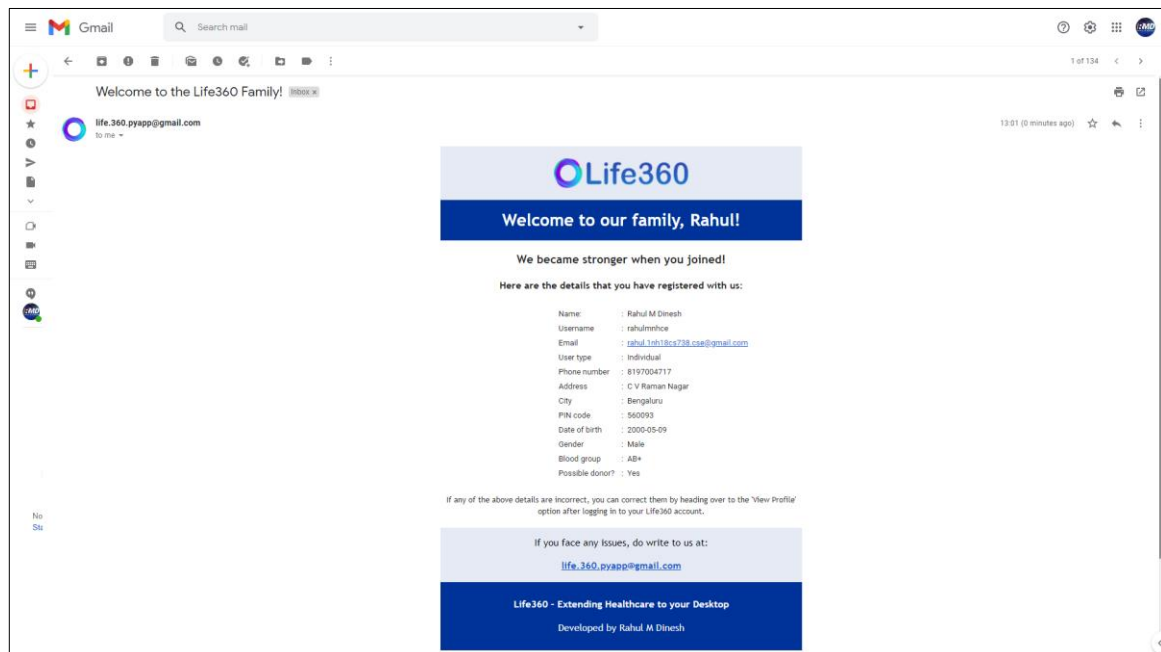 Gmail
Search mail
:MD
1 of 134
Welcome to the Life360 Family! Inbox x
life.360.pyapp@gmail.com
13:01 (0 minutes ago)
to me
Life360
Welcome to our family, Rahul!
We became stronger when you joined!
Here are the details that you have registered with us:
Name: : Rahul M Dinesh
Username : rahulmnhce
Email : rahul.1nh18cs738.cse@gmail.com
User type : Individual
Phone number : 8197004717
Address : C V Raman Nagar
City : Bengaluru
PIN code : 560093
Date of birth : 2000-05-09
Gender : Male
Blood group : AB+
Possible donor? : Yes
If any of the above details are incorrect, you can correct them by heading over to the 'View Profile'
option after logging in to your Life360 account.
No
Sta
If you face any issues, do write to us at:
life.360.pyapp@gmail.com
Life360 - Extending Healthcare to your Desktop
Developed by Rahul M Dinesh